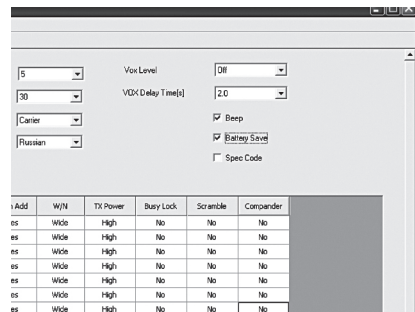 5 Vox Level Off
30 VOX Delay Time[s] 2.0
Carrier Beep
Russian Battery Save
Spec Code
n Add W/N TX Power Busy Lock Scramble Compander
es Wide High No No No
es Wide High No No No
es Wide High No No No
es Wide High No No No
es Wide High No No No
es Wide High No No No
es Wide High No No No